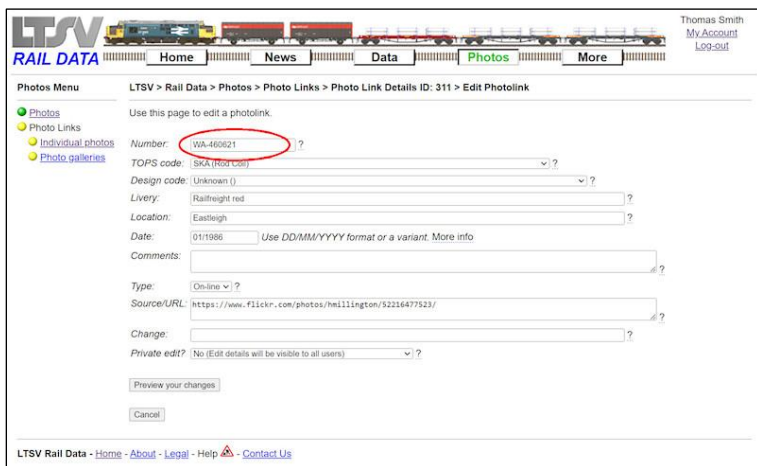 LTSV
RAIL DATA
Home
News
Data
Photos
More
Thomas Smith
My Account
Log-out
Photos Menu
Photos
Photo Links
Individual photos
Photo galleries
LTSV > Rail Data > Photos > Photo Links > Photo Link Details ID: 311 > Edit Photolink
Use this page to edit a photolink.
Number: WA-460621 ?
TOPS code: SKA (Rod Coil) ?
Design code: Unknown () ?
Livery: Railfreight red ?
Location: Eastleigh ?
Date: 01/1986 Use DD/MM/YYYY format or a variant. More info
Comments: ?
Type: On-line ?
Source/URL: https://www.flickr.com/photos/hmillington/52216477523/ ?
Change: ?
Private edit? No (Edit details will be visible to all users) ?
Preview your changes
Cancel
LTSV Rail Data - Home - About - Legal - Help - Contact Us